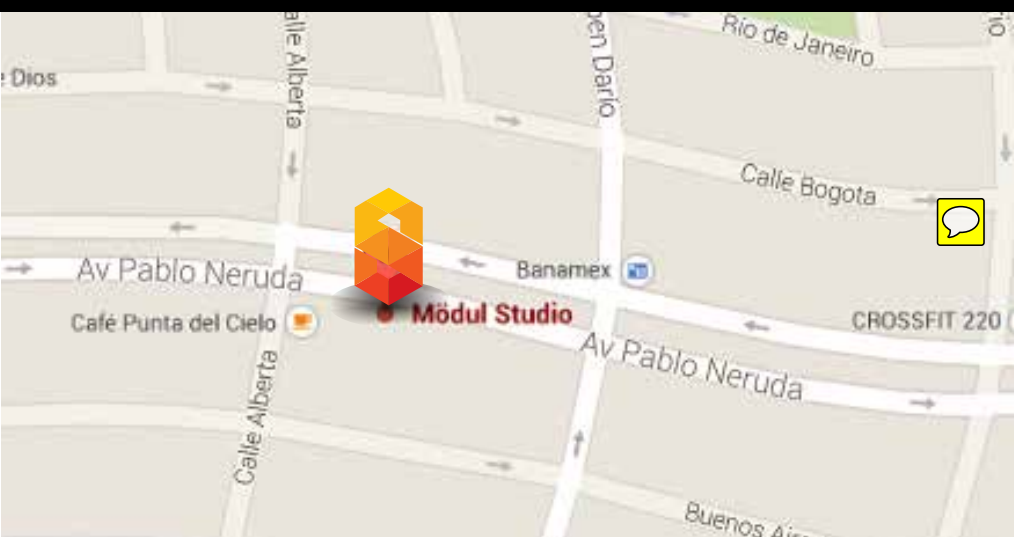 Rio de Janeiro
alle Alberta
ben Darío
Dios
Calle Bogota
Av Pablo Neruda
Banamex
Café Punta del Cielo
Mödul Studio
CROSSFIT 220
Av Pablo Neruda
Calle Alberta
Buenos Aire